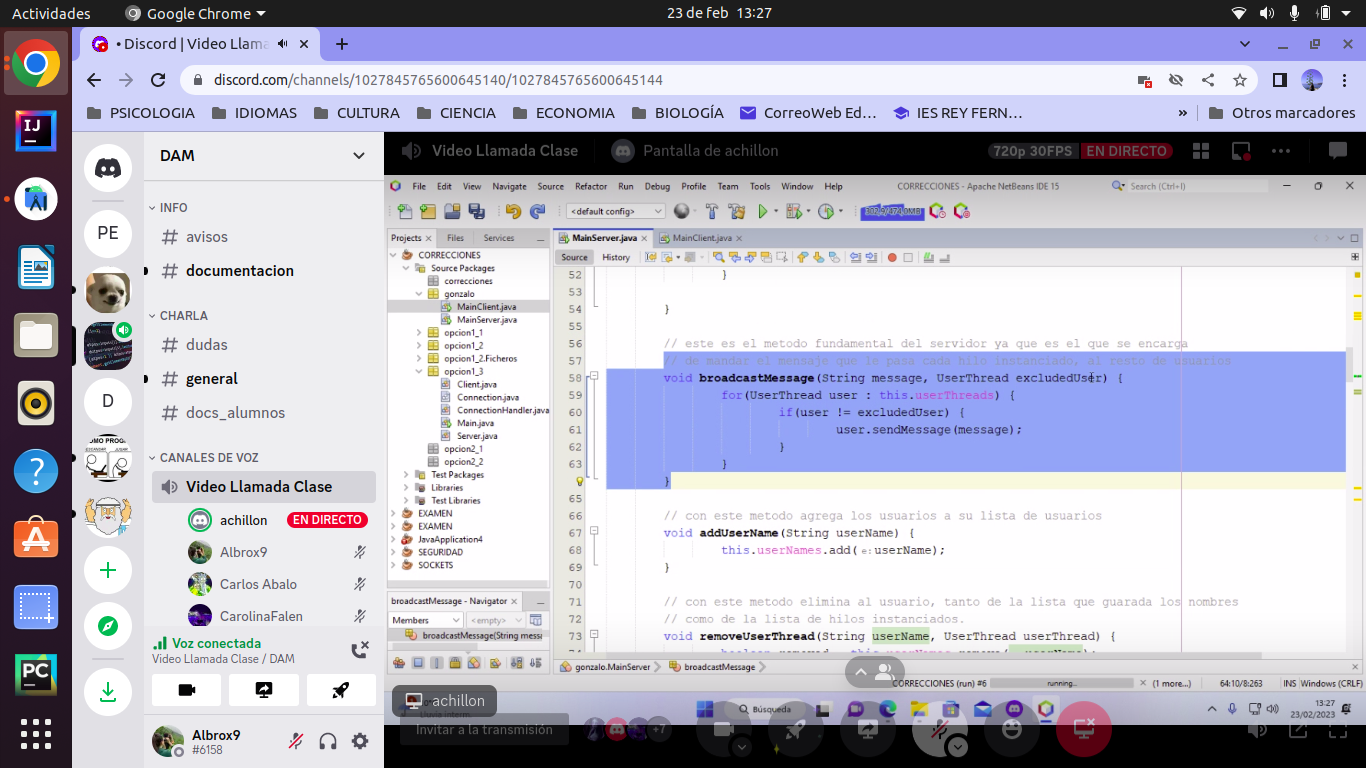 Actividades
Google Chrome
23 de feb 13:27
• Discord | Video Llama
discord.com/channels/1027845765600645140/1027845765600645144
PSICOLOGIA
IDIOMAS
CULTURA
CIENCIA
ECONOMIA
BIOLOGÍA
CorreoWeb Ed…
IES REY FERN…
»
Otros marcadores
DAM
INFO
avisos
documentacion
CHARLA
dudas
general
docs_alumnos
CANALES DE VOZ
Video Llamada Clase
achillon EN DIRECTO
Albrox9
Carlos Abalo
CarolinaFalen
Voz conectada
Video Llamada Clase / DAM
Albrox9
#6158
PE
D
Video Llamada Clase
Pantalla de achillon
720p 30FPS EN DIRECTO
File Edit View Navigate Source Refactor Run Debug Profile Team Tools Window Help
CORRECCIONES - Apache NetBeans IDE 15
Search (Ctrl+I)
<default config>
Projects Files Services
CORRECCIONES
Source Packages
correcciones
gonzalo
MainClient.java
MainServer.java
opcion1_1
opcion1_2
opcion1_2.Ficheros
opcion1_3
Client.java
Connection.java
ConnectionHandler.java
Main.java
Server.java
opcion2_1
opcion2_2
Test Packages
Libraries
Test Libraries
EXAMEN
EXAMEN
JavaApplication4
SEGURIDAD
SOCKETS
broadcastMessage - Navigator
Members <empty>
broadcastMessage(String messa
MainServer.java MainClient.java
Source History
52 }
53
54 }
55
56 // este es el metodo fundamental del servidor ya que es el que se encarga
57 // de mandar el mensaje que le pasa cada hilo instanciado, al resto de usuarios
58 void broadcastMessage(String message, UserThread excludedUser) {
59 for(UserThread user : this.userThreads) {
60 if(user != excludedUser) {
61 user.sendMessage(message);
62 }
63 }
}
65
66 // con este metodo agrega los usuarios a su lista de usuarios
67 void addUserName(String userName) {
68 this.userNames.add( e: userName);
69 }
70
71 // con este metodo elimina al usuario, tanto de la lista que guarada los nombres
72 // como de la lista de hilos instanciados.
73 void removeUserThread(String userName, UserThread userThread) {
gonzalo.MainServer broadcastMessage
CORRECCIONES (run) #6 running... (1 more...) 64:10/8:263 INS Windows (CRLF)
achillon
Búsqueda
13:27
23/02/2023
Invitar a la transmisión
+7